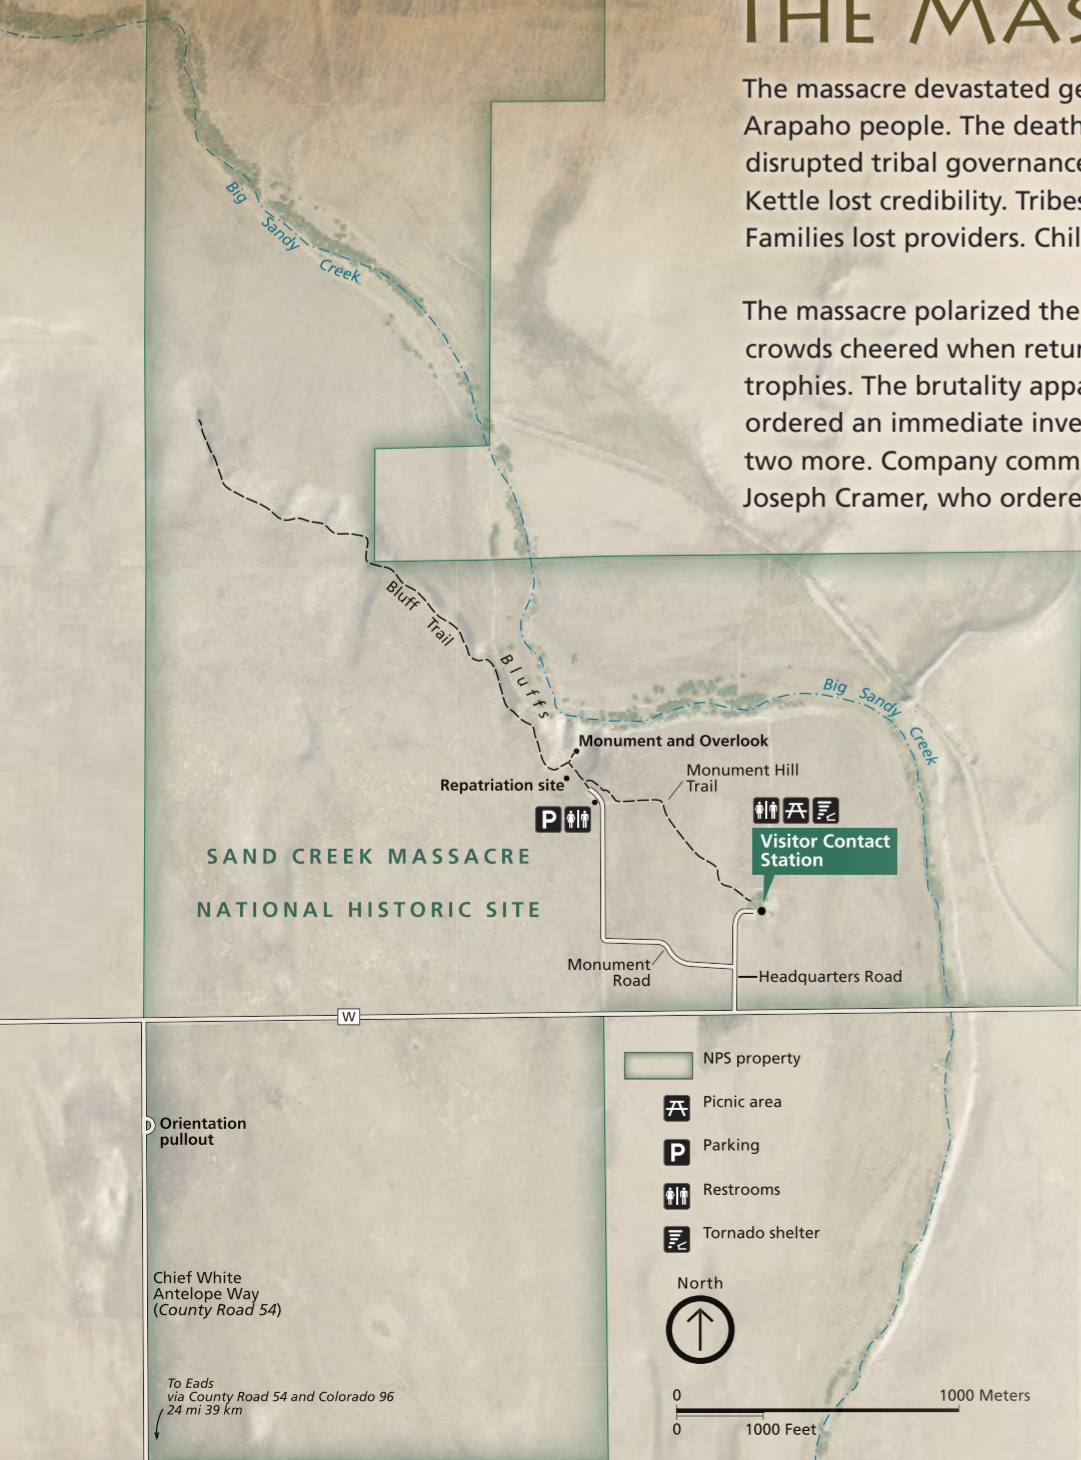 THE MAS
The massacre devastated ge
Arapaho people. The death
disrupted tribal governance
Kettle lost credibility. Tribes
Families lost providers. Chil
The massacre polarized the
crowds cheered when retur
trophies. The brutality appa
ordered an immediate inve
two more. Company comm
Joseph Cramer, who ordere
Big Sandy Creek
Bluff Trail
Bluffs
Big Sandy Creek
Monument and Overlook
Repatriation site
Monument Hill
Trail
P
Visitor Contact
Station
SAND CREEK MASSACRE
NATIONAL HISTORIC SITE
Monument
Road
Headquarters Road
W
Orientation
pullout
Chief White
Antelope Way
(County Road 54)
To Eads
via County Road 54 and Colorado 96
24 mi 39 km
NPS property
Picnic area
P
Parking
Restrooms
Tornado shelter
North
0 1000 Meters
0 1000 Feet